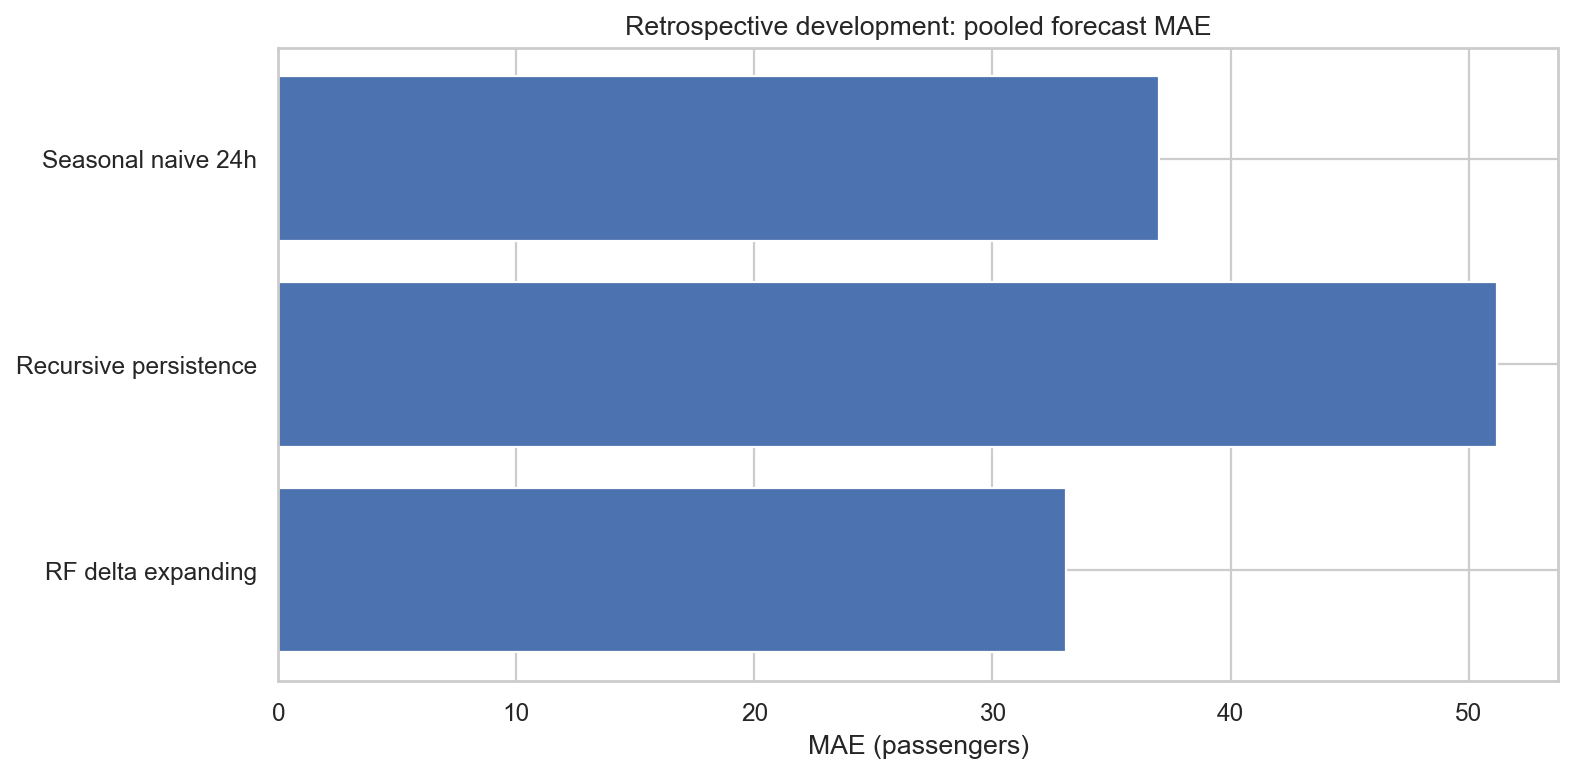 Retrospective development: pooled forecast MAE
Seasonal naive 24h
Recursive persistence
RF delta expanding
0 10 20 30 40 50
MAE (passengers)